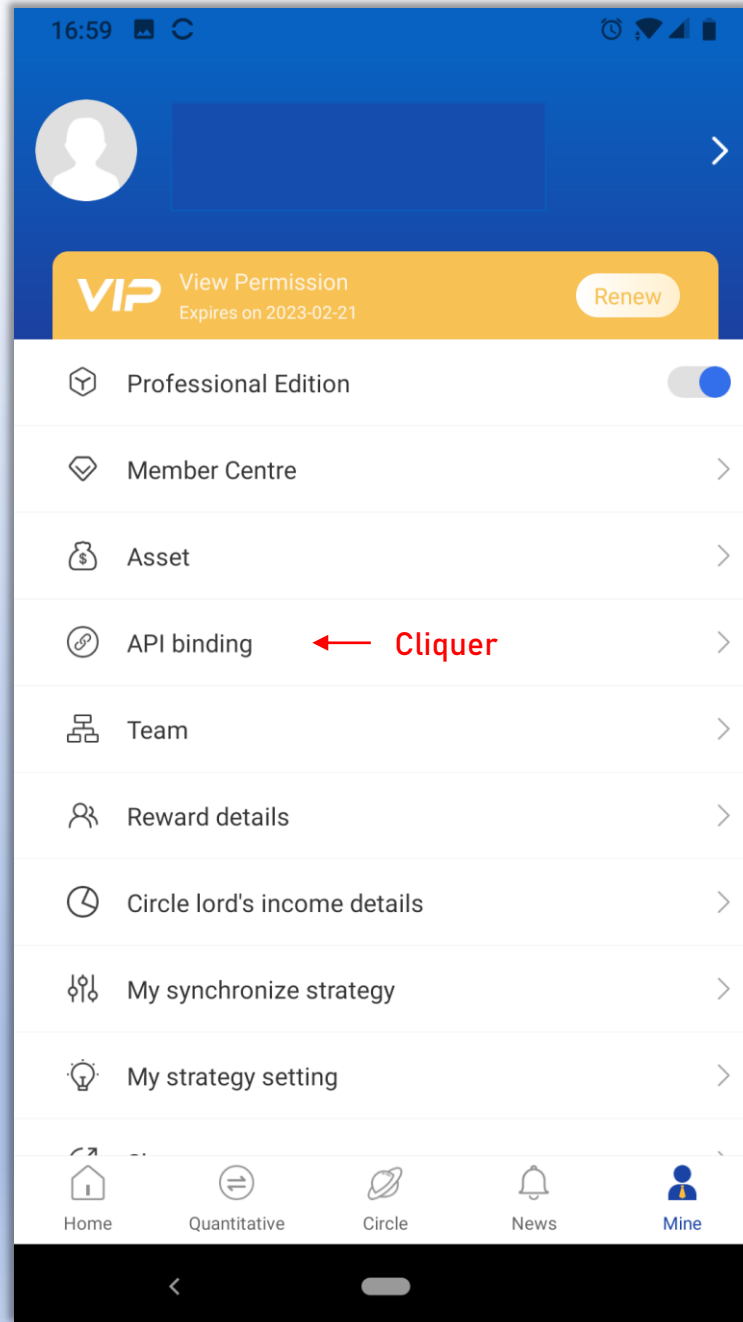 16:59
VIP
View Permission
Expires on 2023-02-21
Renew
Professional Edition
Member Centre
Asset
API binding
Cliquer
Team
Reward details
Circle lord's income details
My synchronize strategy
My strategy setting
Home
Quantitative
Circle
News
Mine